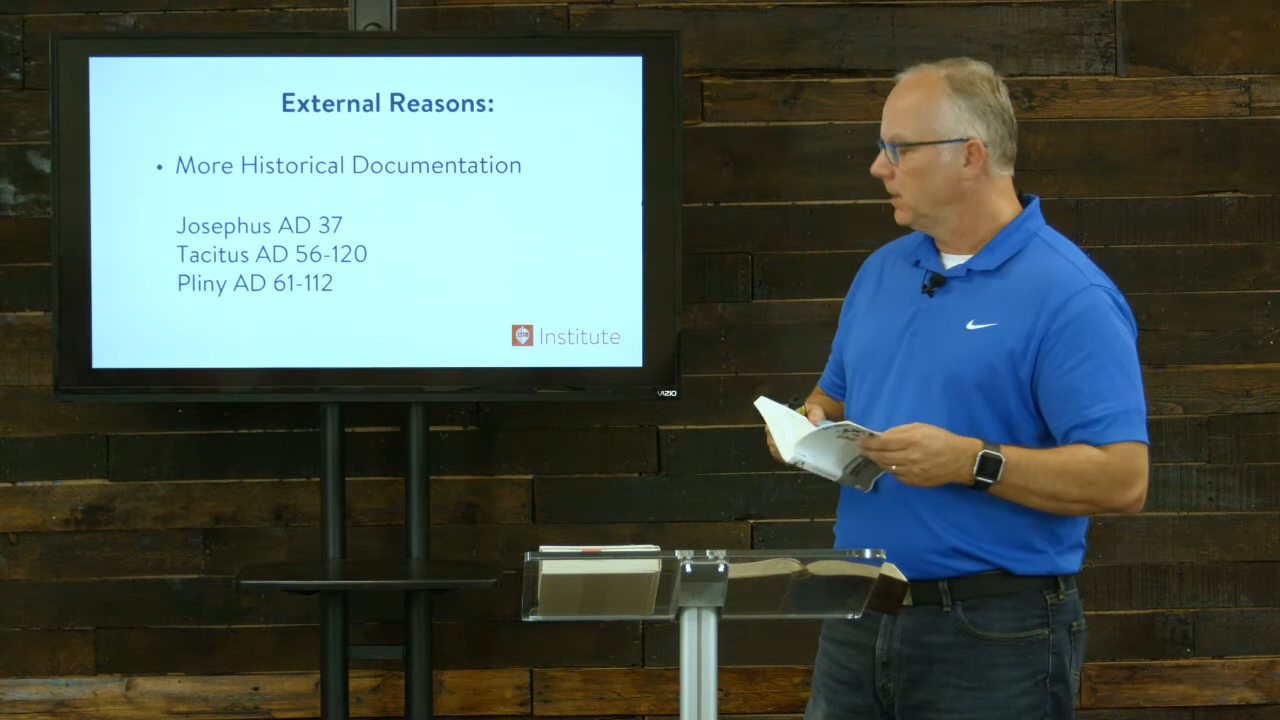 External Reasons:
• More Historical Documentation
Josephus AD 37
Tacitus AD 56-120
Pliny AD 61-112
Institute
VIZIO